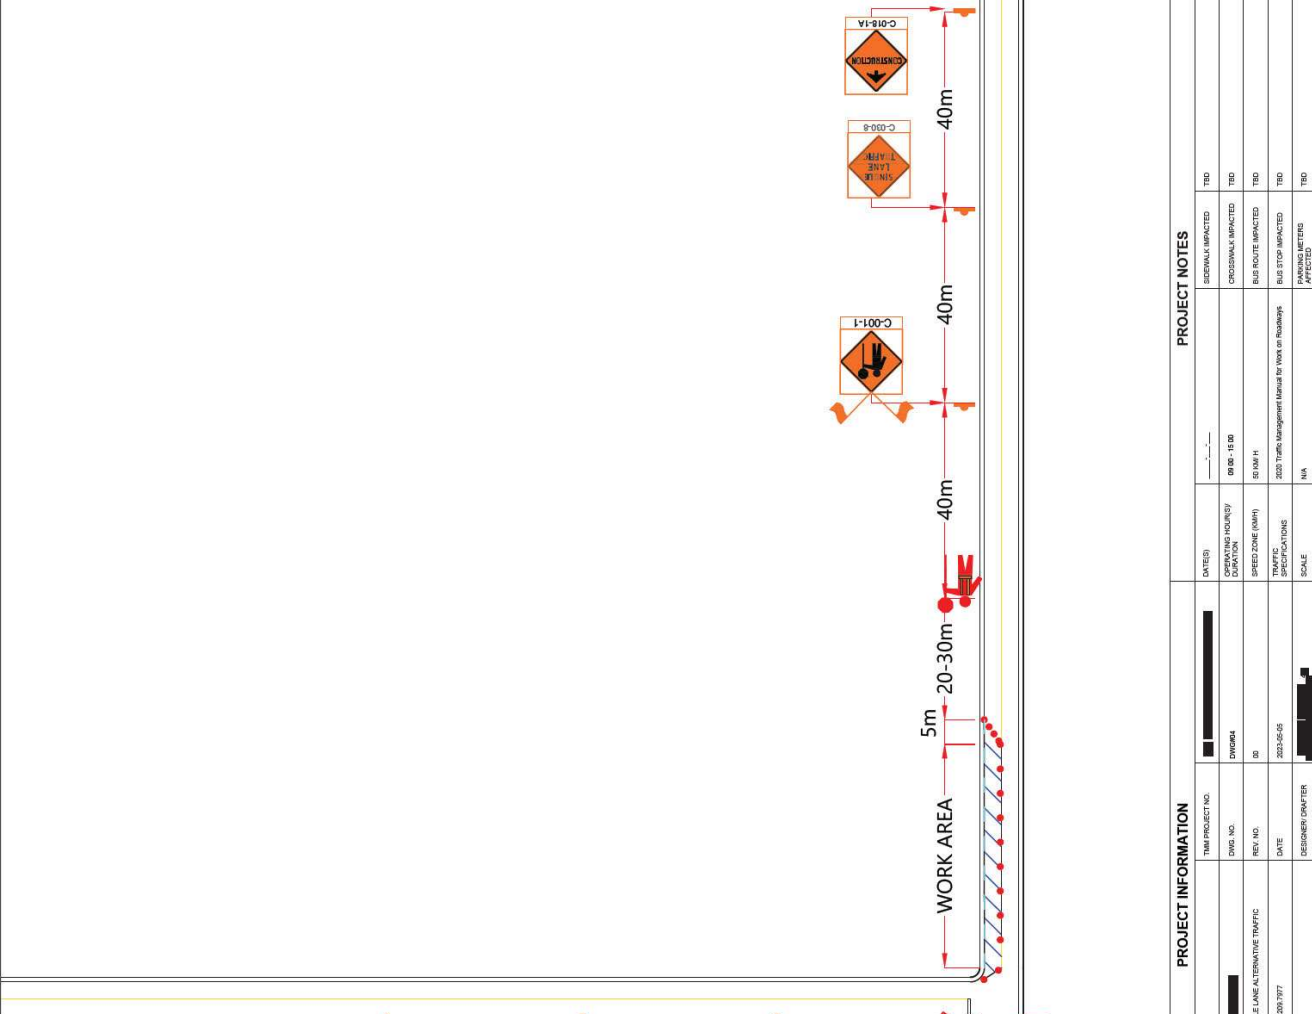 C-018-1A
CONSTRUCTION
40m
C-030-8
SINGLE
LANE
TRAFFIC
40m
C-001-1
40m
20-30m
5m
WORK AREA
PROJECT NOTES
SIDEWALK IMPACTED TBD
CROSSWALK IMPACTED TBD
BUS ROUTE IMPACTED TBD
BUS STOP IMPACTED TBD
PARKING METERS
AFFECTED
TBD
DATE(S) ___-__-__
OPERATING HOUR(S)/
DURATION
09:00 - 15:00
SPEED ZONE (KM/H) 50 KM/ H
TRAFFIC
SPECIFICATIONS
2020 Traffic Management Manual for Work on Roadways
SCALE N/A
PROJECT INFORMATION
TMM PROJECT NO.
DWG. NO. DWG#04
REV. NO. 00
DATE 2023-05-05
DESIGNER/ DRAFTER
E LANE ALTERNATIVE TRAFFIC
209.7977